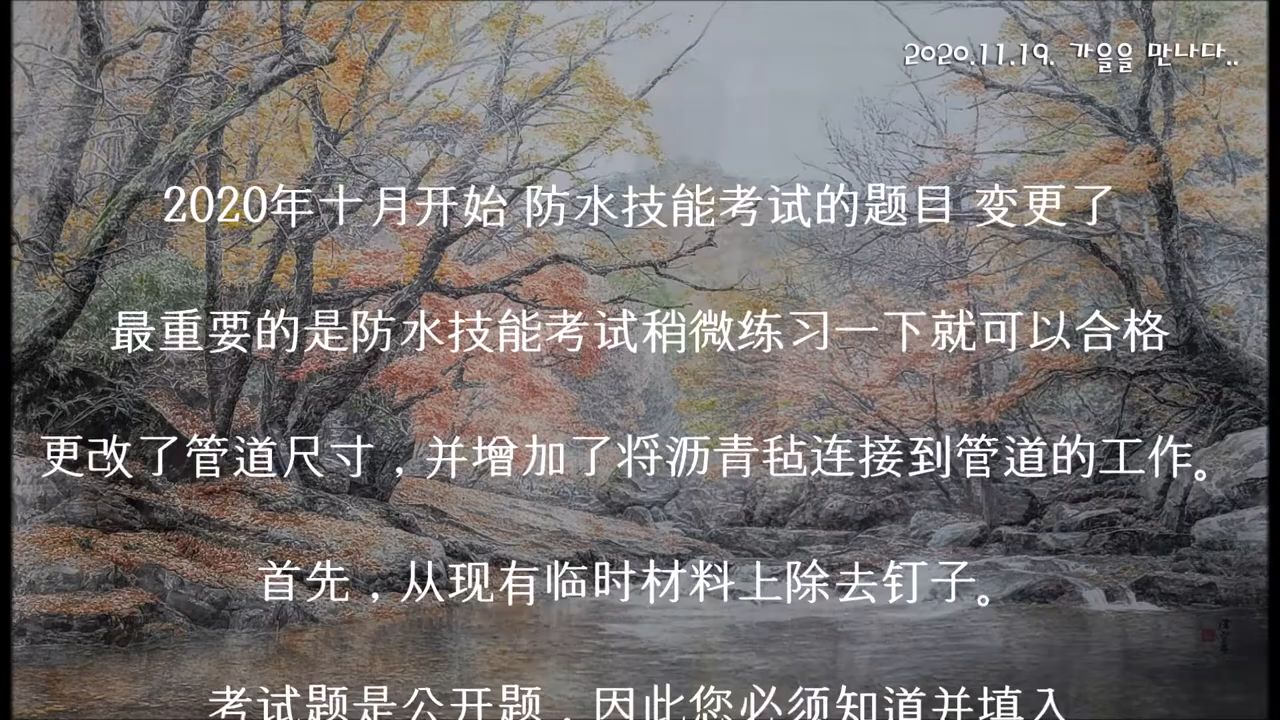 2020.11.19. 가을을 만나다..
2020年十月开始 防水技能考试的题目 变更了
最重要的是防水技能考试稍微练习一下就可以合格
更改了管道尺寸，并增加了将沥青毡连接到管道的工作。
首先，从现有临时材料上除去钉子。
考试题是公开题，因此您必须知道并填入